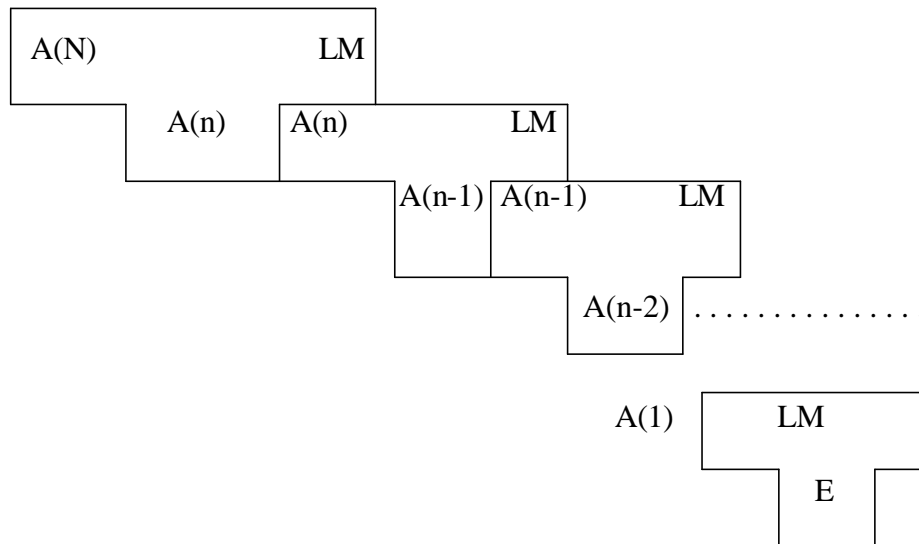 A(N) LM
A(n) A(n) LM
A(n-1) A(n-1) LM
A(n-2) . . . . . . . . . . . . . .
A(1) LM
E